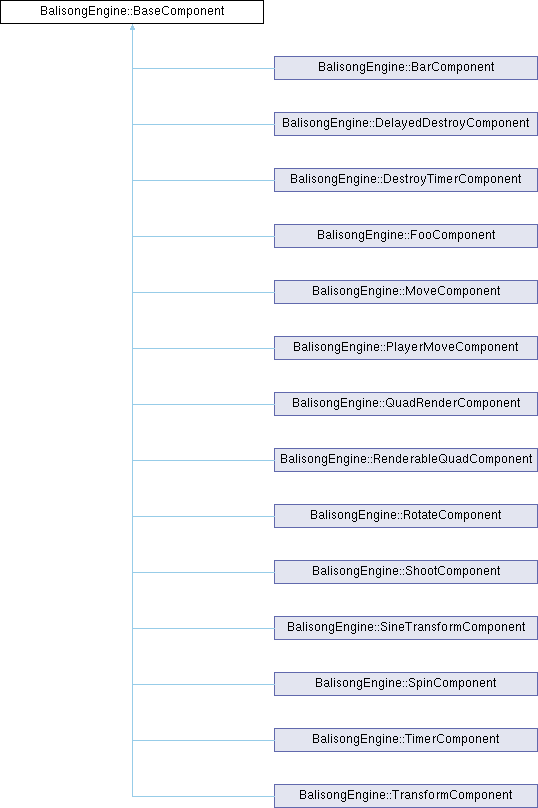 BalisongEngine::BaseComponent
BalisongEngine::BarComponent
BalisongEngine::DelayedDestroyComponent
BalisongEngine::DestroyTimerComponent
BalisongEngine::FooComponent
BalisongEngine::MoveComponent
BalisongEngine::PlayerMoveComponent
BalisongEngine::QuadRenderComponent
BalisongEngine::RenderableQuadComponent
BalisongEngine::RotateComponent
BalisongEngine::ShootComponent
BalisongEngine::SineTransformComponent
BalisongEngine::SpinComponent
BalisongEngine::TimerComponent
BalisongEngine::TransformComponent